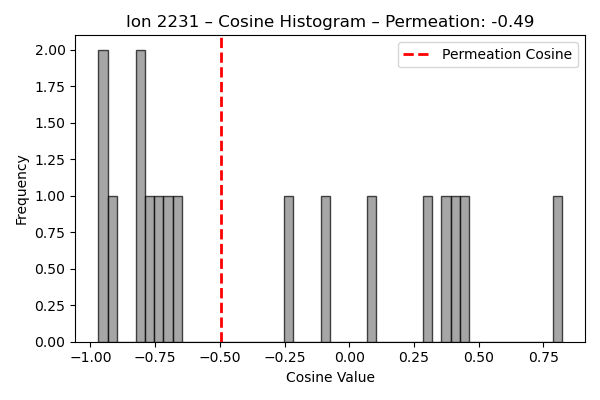 Ion 2231 – Cosine Histogram – Permeation: -0.49
Permeation Cosine
2.00
1.75
1.50
1.25
1.00
0.75
0.50
0.25
0.00
Frequency
−1.00 −0.75 −0.50 −0.25 0.00 0.25 0.50 0.75
Cosine Value